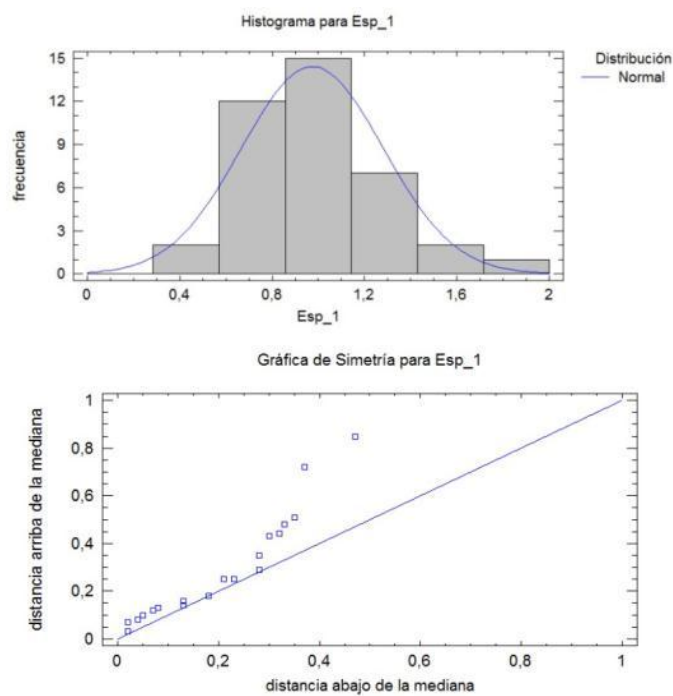 Histograma para Esp_1
Distribución
Normal
frecuencia
15
12
9
6
3
0
0 0,4 0,8 1,2 1,6 2
Esp_1
Gráfica de Simetría para Esp_1
distancia arriba de la mediana
1
0,8
0,6
0,4
0,2
0
0 0,2 0,4 0,6 0,8 1
distancia abajo de la mediana